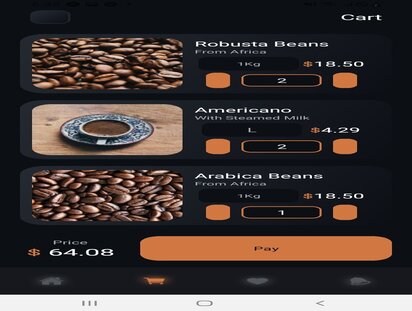 Cart
Robusta Beans
From Africa
1Kg
$18.50
2
Americano
With Steamed Milk
L
$4.29
2
Arabica Beans
From Africa
1Kg
$18.50
1
Price
$ 64.08
Pay